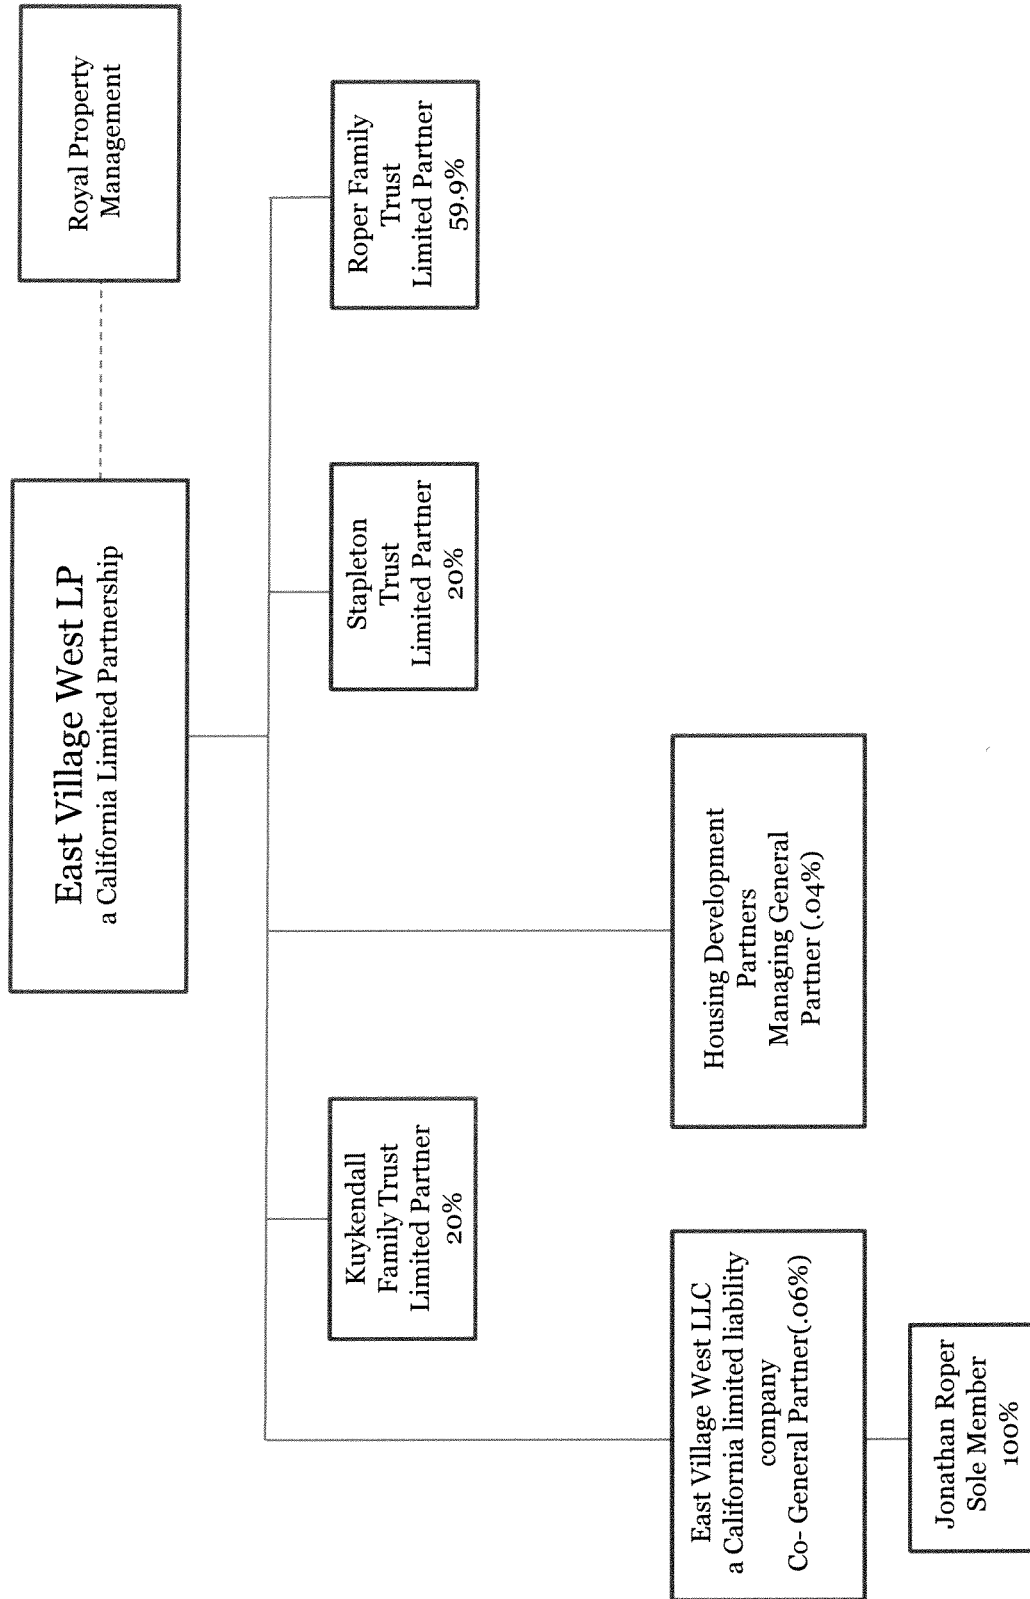 East Village West LP
a California Limited Partnership
Royal Property
Management
Kuykendall
Family Trust
Limited Partner
20%
Stapleton
Trust
Limited Partner
20%
Roper Family
Trust
Limited Partner
59.9%
East Village West LLC
a California limited liability
company
Co- General Partner(.06%)
Housing Development
Partners
Managing General
Partner (.04%)
Jonathan Roper
Sole Member
100%